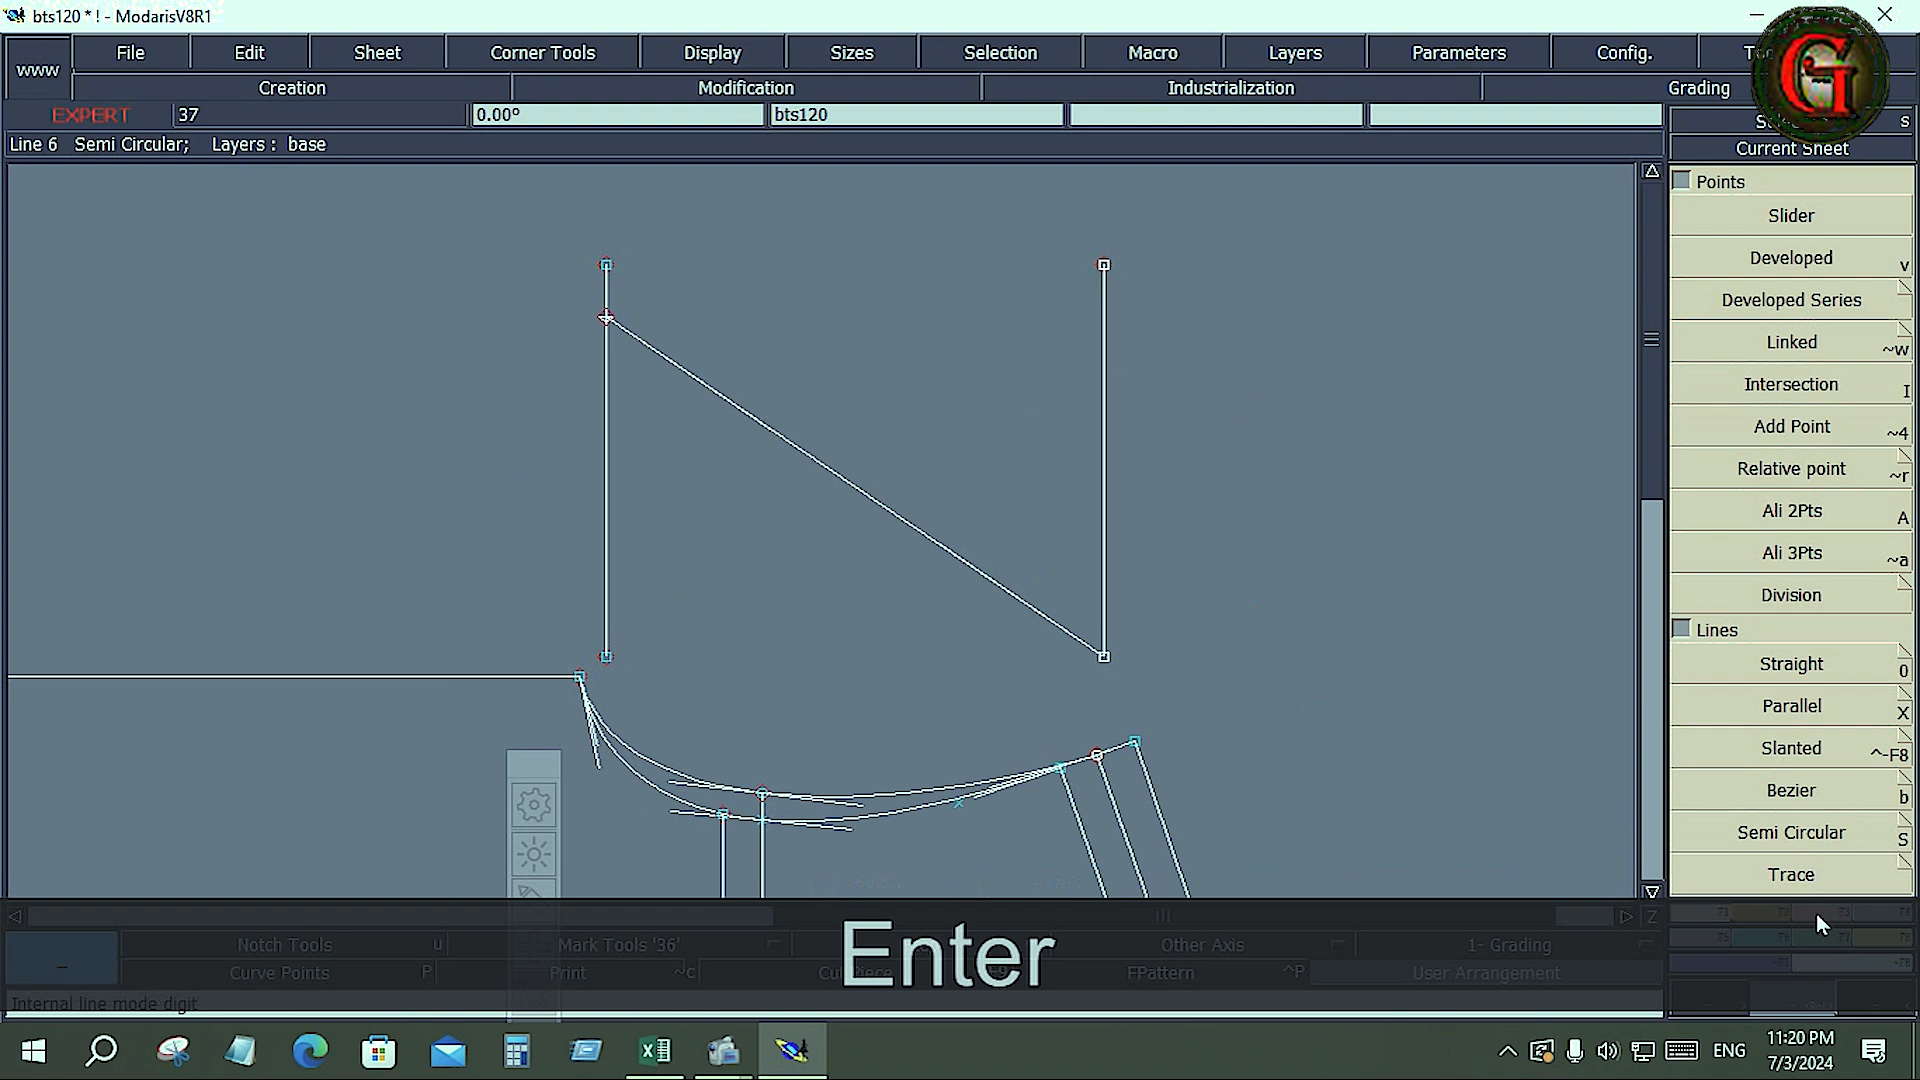 bts120 * ! - ModarisV8R1
www
File
Edit
Sheet
Corner Tools
Display
Sizes
Selection
Macro
Layers
Parameters
Config.
Creation
Modification
Industrialization
Grading
EXPERT
37
0.00°
bts120
S
Line 6 Semi Circular; Layers : base
Current Sheet
G
Points
Slider
Developed v
Developed Series
Linked ~w
Intersection I
Add Point ~4
Relative point ~r
Ali 2Pts A
Ali 3Pts ~a
Division
Lines
Straight 0
Parallel X
Slanted ^-F8
Bezier b
Semi Circular S
Trace
Z
Notch Tools u
Mark Tools '36'
Other Axis
1- Grading
Curve Points P
Print ~c
FPattern ^P
User Arrangement
Enter
Internal line mode digit
ENG
11:20 PM
7/3/2024